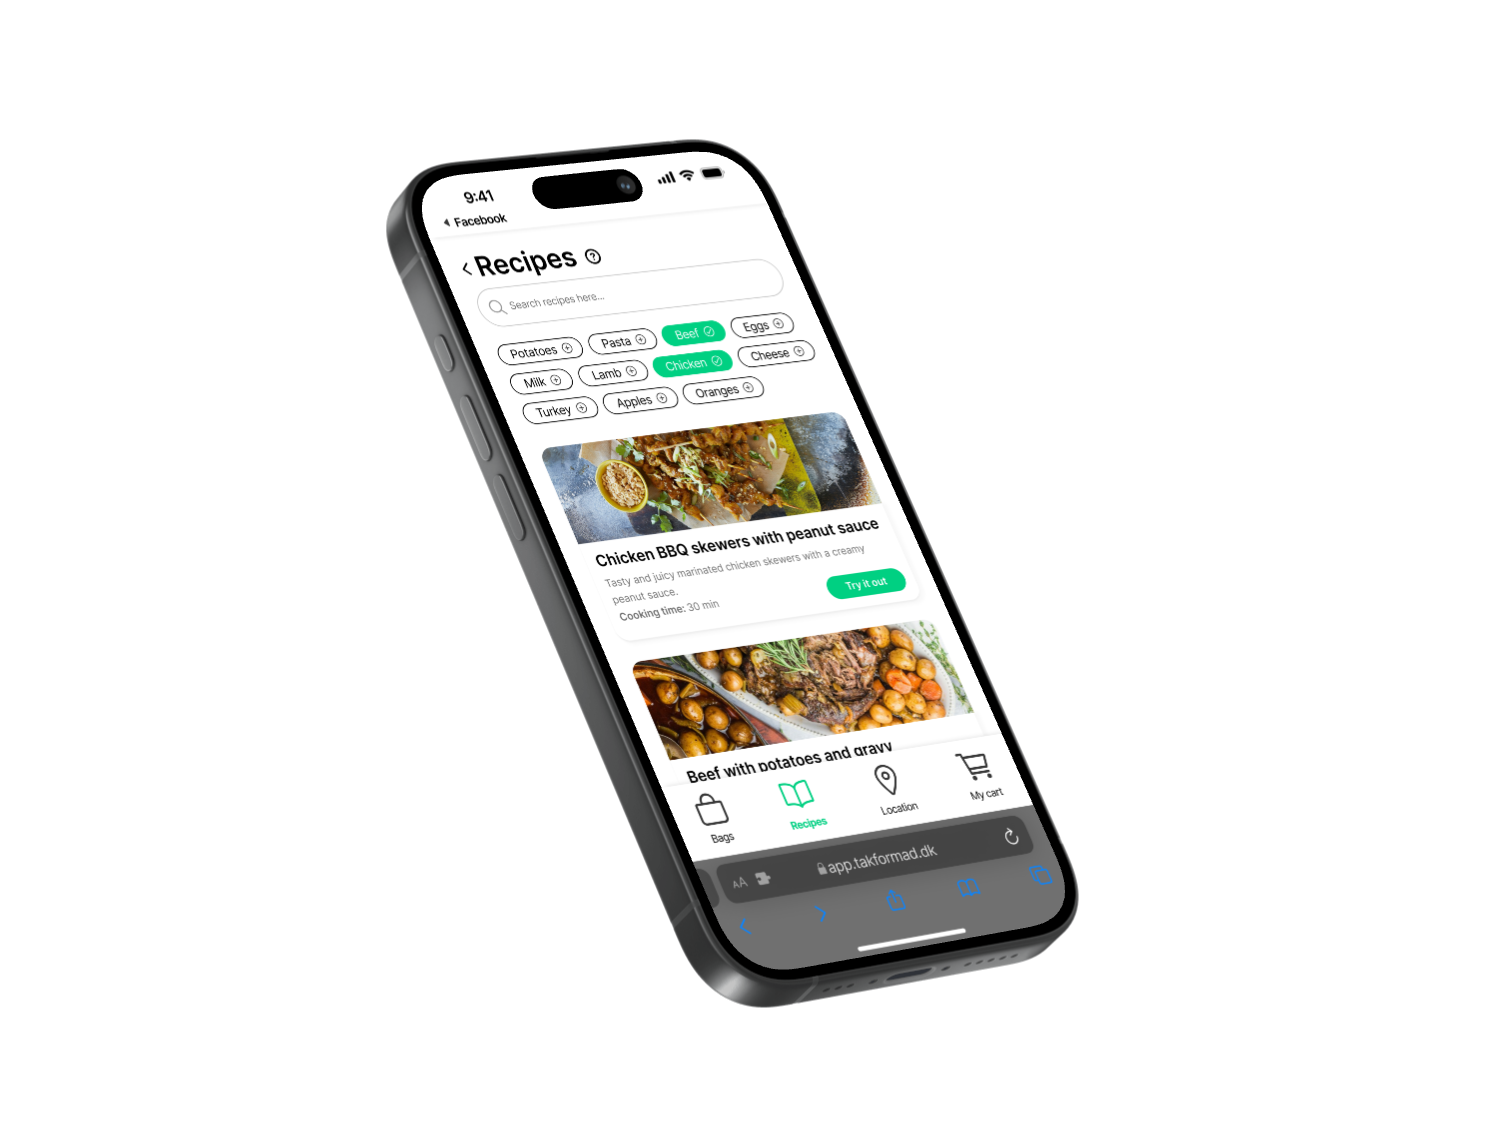 9:41
Facebook
Recipes ?
Search recipes here...
Potatoes Pasta Beef Eggs
Milk Lamb Chicken Cheese
Turkey Apples Oranges
Chicken BBQ skewers with peanut sauce
Tasty and juicy marinated chicken skewers with a creamy
peanut sauce.
Cooking time: 30 min
Try it out
Beef with potatoes and gravy
Bags Recipes Location My cart
AA app.takformad.dk